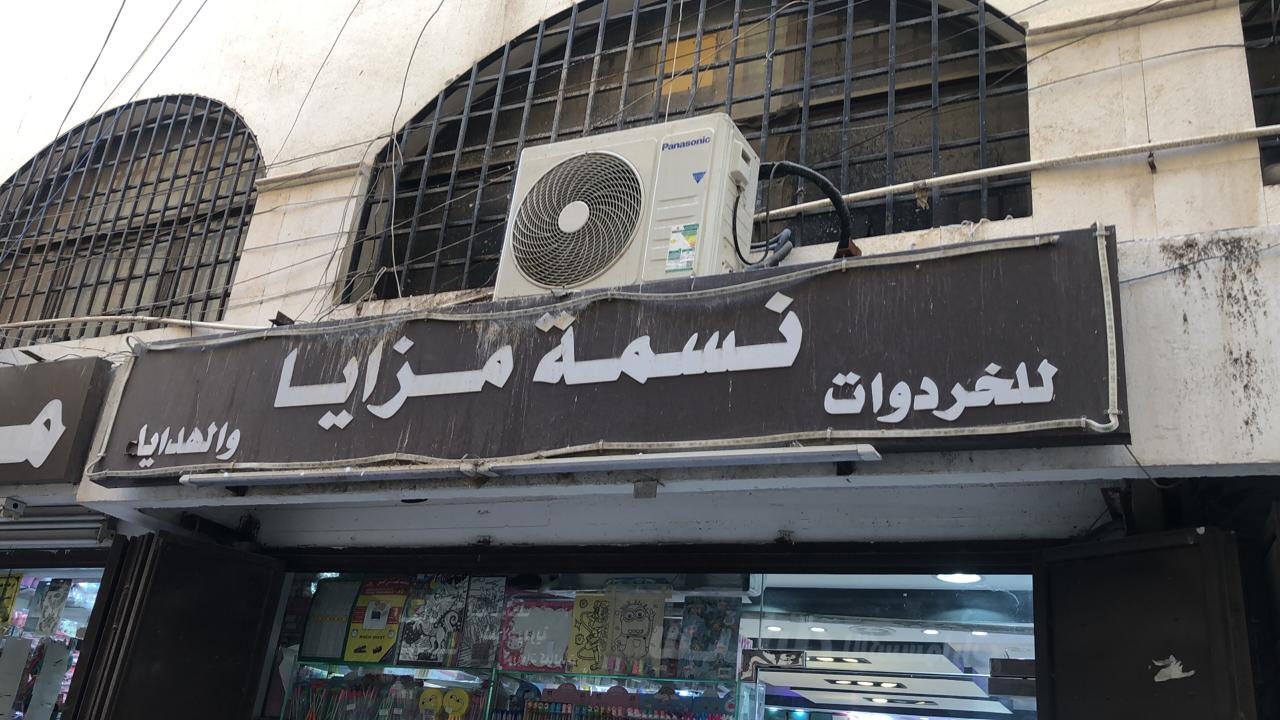 Panasonic
نسمة مزايا
للخردوات
والهدايا